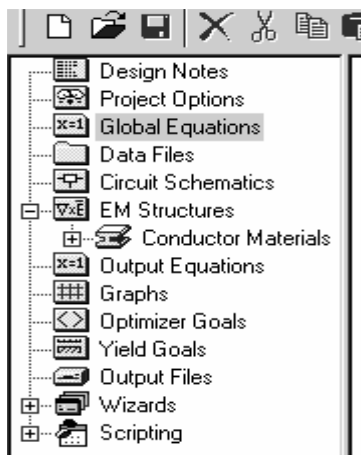 Design Notes
Project Options
x=1 Global Equations
Data Files
Circuit Schematics
∇×E EM Structures
Conductor Materials
x=1 Output Equations
Graphs
Optimizer Goals
Yield Goals
Output Files
Wizards
Scripting